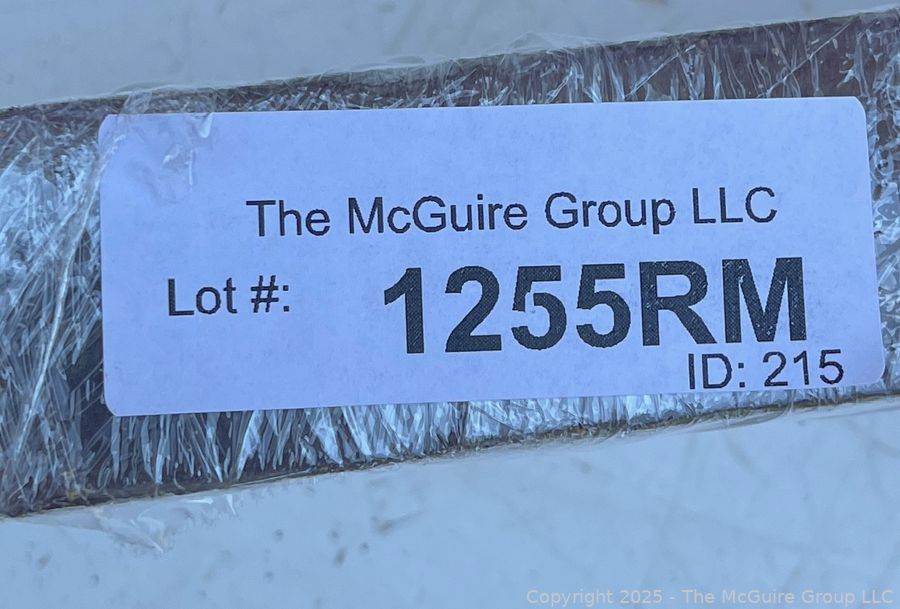 The McGuire Group LLC
Lot #: 1255RM
ID: 215
Copyright 2025 - The McGuire Group LLC